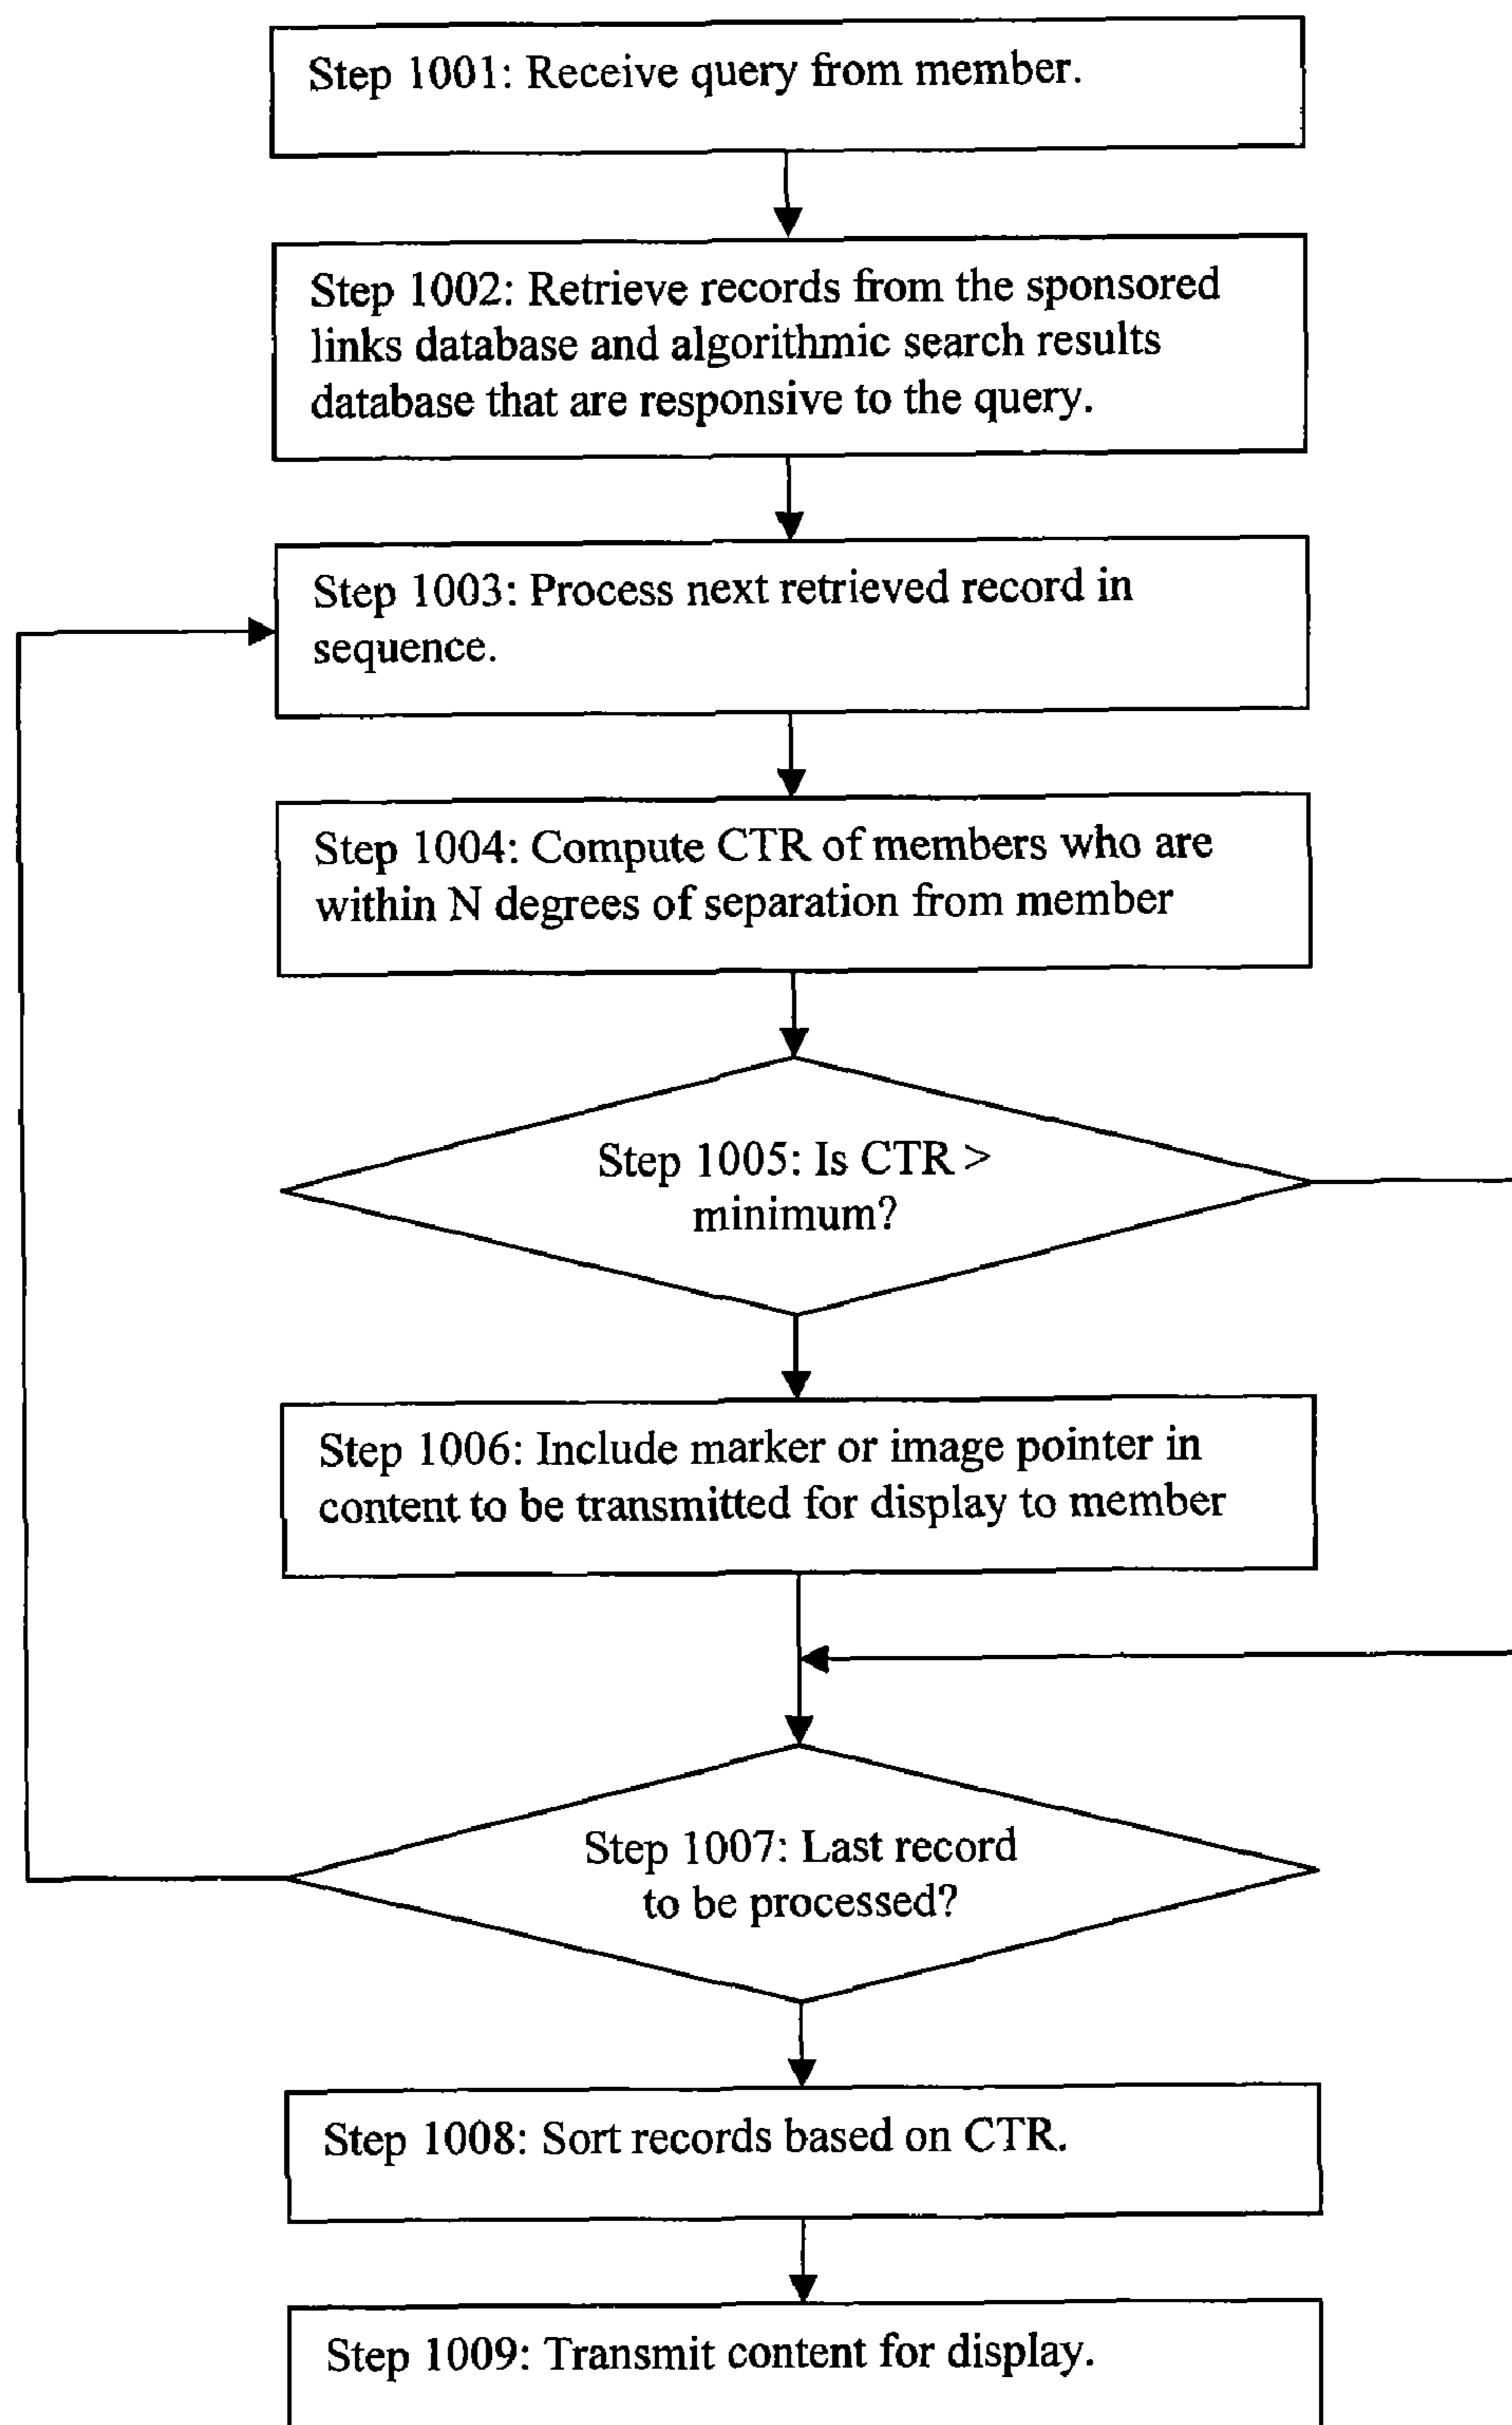 Step 1001: Receive query from member.
Step 1002: Retrieve records from the sponsored
links database and algorithmic search results
database that are responsive to the query.
Step 1003: Process next retrieved record in
sequence.
Step 1004: Compute CTR of members who are
within N degrees of separation from member
Step 1005: Is CTR >
minimum?
Step 1006: Include marker or image pointer in
content to be transmitted for display to member
Step 1007: Last record
to be processed?
Step 1008: Sort records based on CTR.
Step 1009: Transmit content for display.